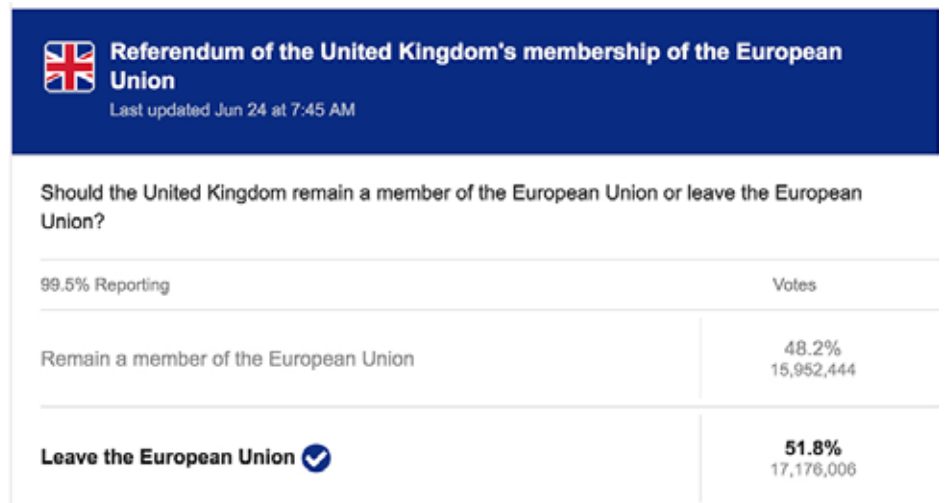 Referendum of the United Kingdom's membership of the European
Union
Last updated Jun 24 at 7:45 AM
Should the United Kingdom remain a member of the European Union or leave the European
Union?
99.5% Reporting
Votes
Remain a member of the European Union
48.2%
15,952,444
Leave the European Union
51.8%
17,176,006